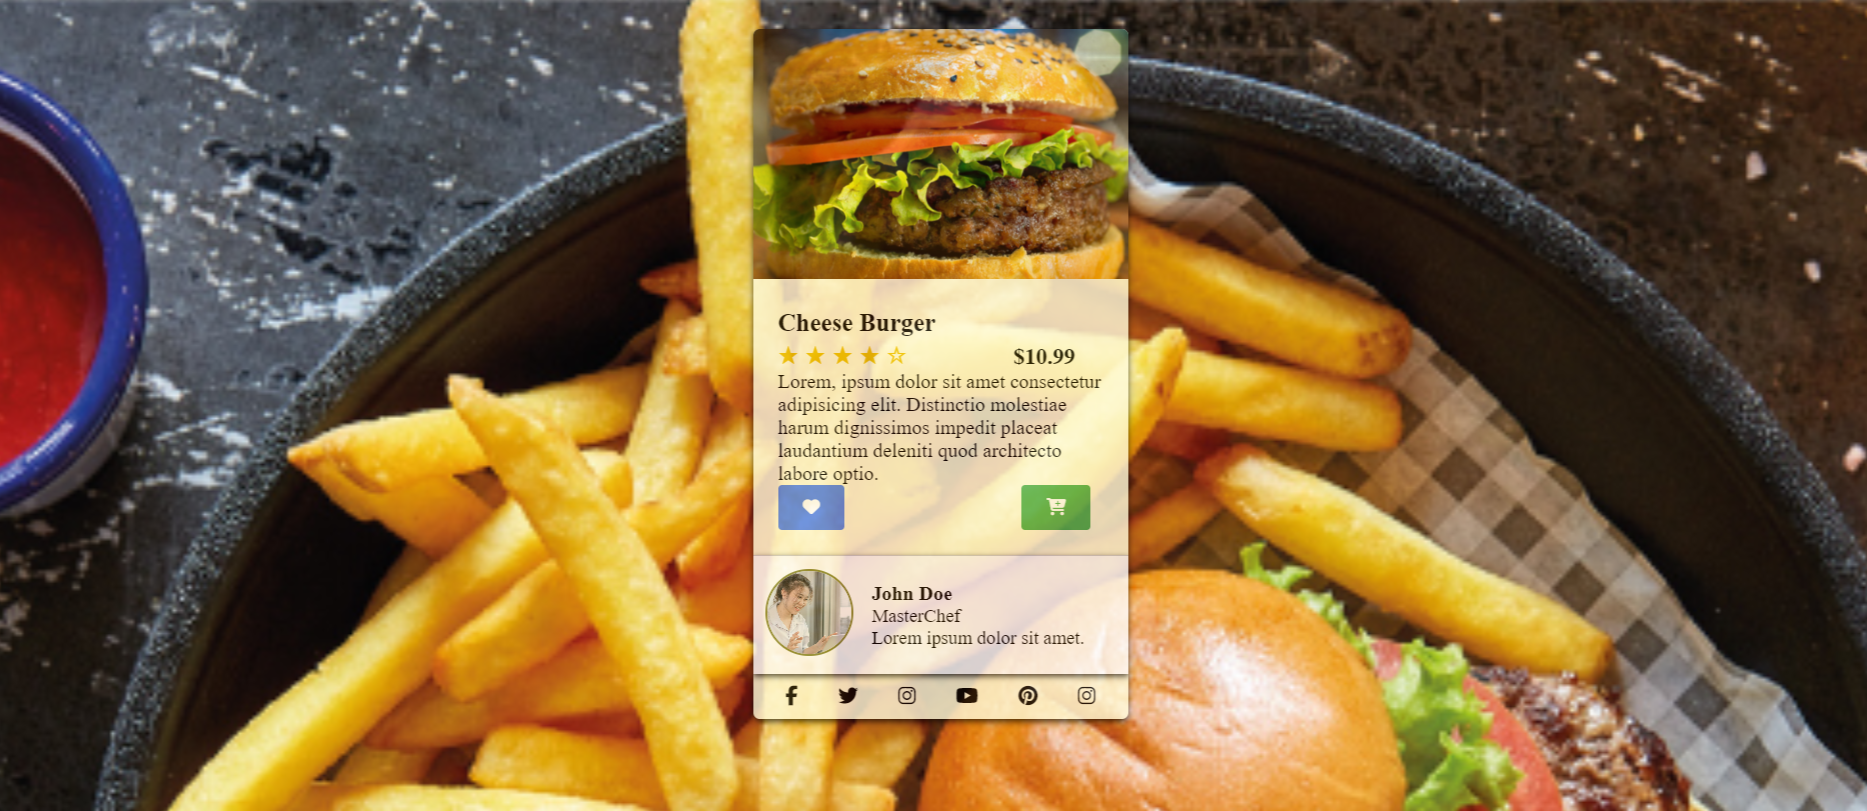 Cheese Burger
$10.99
Lorem, ipsum dolor sit amet consectetur
adipisicing elit. Distinctio molestiae
harum dignissimos impedit placeat
laudantium deleniti quod architecto
labore optio.
John Doe
MasterChef
Lorem ipsum dolor sit amet.